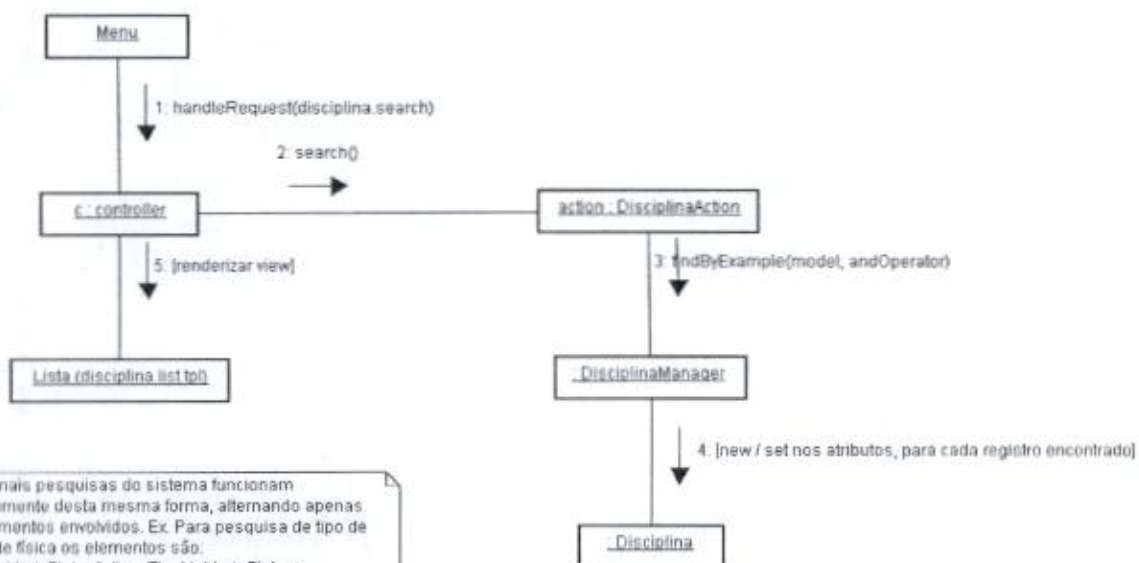 Menu
1: handleRequest(disciplina.search)
2: search()
c : controller
action : DisciplinaAction
5: [renderizar view]
3: findByExample(model, andOperator)
Lista (disciplina.list.tpl)
: DisciplinaManager
4: [new / set nos atributos, para cada registro encontrado]
mais pesquisas do sistema funcionam
mente desta mesma forma, alternando apenas
mentos envolvidos. Ex. Para pesquisa de tipo de
de física os elementos são:
: Disciplina